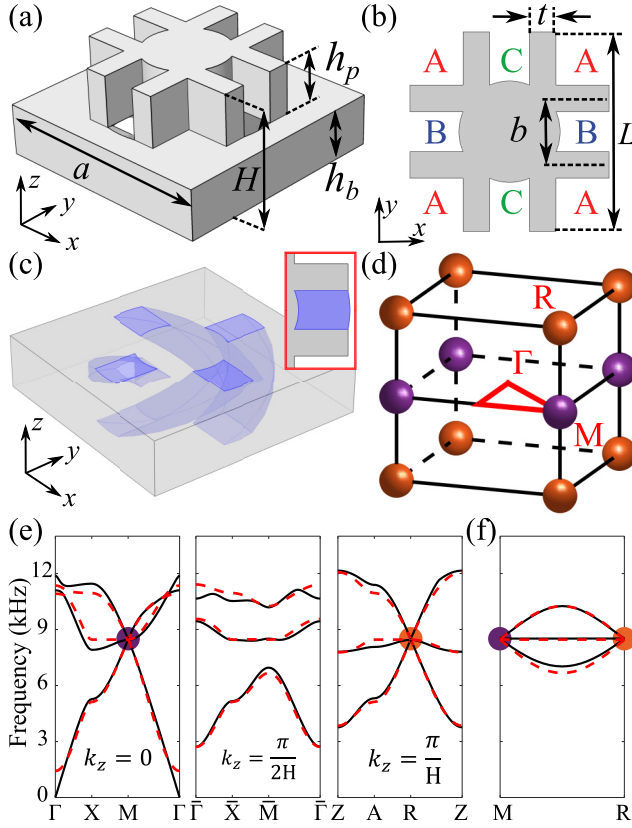 (a)
h_p
a
H
h_b
z
y
x
(b)
t
A C A
B b B L
A C A
y
x
(c)
z
y
x
(d)
R
Γ
M
(e)
(f)
Frequency (kHz)
12
9
6
3
0
k_z = 0
k_z = π/2H
k_z = π/H
Γ X M Γ
Γ̄ X̄ M̄ Γ̄
Z A R Z
M R